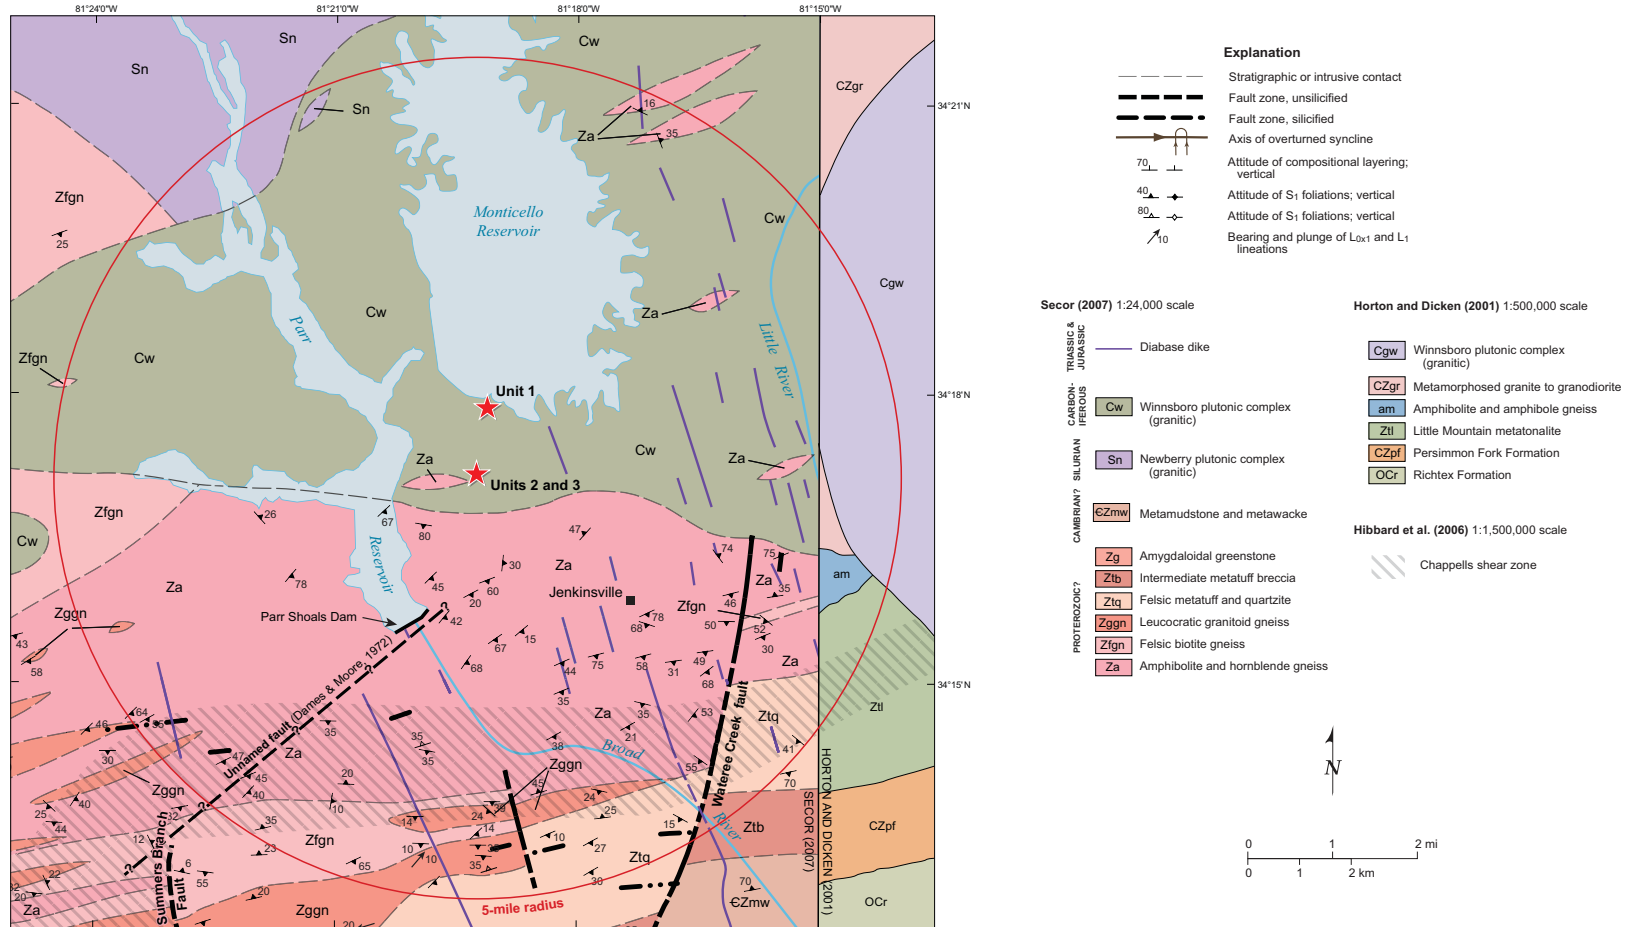 81°24'0"W
81°21'0"W
81°18'0"W
81°15'0"W
34°21'N
34°18'N
34°15'N
Sn
Sn
Sn
Cw
CZgr
Za
16
35
Zfgn
25
Monticello
Reservoir
Cw
Cgw
Cw
Za
Parr
Little River
Zfgn
Cw
Unit 1
Cw
Za
Za
Units 2 and 3
Zfgn
26
67
80
47
Cw
Reservoir
74
75
30
Za
Za
am
Za
78
45
60
20
Jenkinsville
Zfgn
46
35
Zggn
Parr Shoals Dam
?
42
78
68
50
52
43
15
67
30
58
68
44
75
58
31
49
68
Za
Unnamed fault (Dames & Moore, 1972)
?
35
64
46
35
Za
35
53
Ztq
Ztl
35
35
21
38
41
30
47
Za
?
35
Broad
Wateree Creek fault
55
Zggn
45
20
45
70
Zggn
40
40
10
24
25
HORTON AND DICKEN (2001)
SECOR (2007)
25
44
?
32
35
14
24
39
14
15
River
Ztb
CZpf
12
Zfgn
10
23
10
10
27
Ztq
?
6
65
35
22
55
30
70
20
20
Summers Branch
Fault
Za
Zggn
5-mile radius
ЄZmw
OCr
20
Explanation
Stratigraphic or intrusive contact
Fault zone, unsilicified
Fault zone, silicified
Axis of overturned syncline
70
Attitude of compositional layering;
vertical
40
Attitude of S1 foliations; vertical
80
Attitude of S1 foliations; vertical
10
Bearing and plunge of L0x1 and L1
lineations
Secor (2007) 1:24,000 scale
TRIASSIC &
JURASSIC
Diabase dike
CARBON-
IFEROUS
Cw
Winnsboro plutonic complex
(granitic)
SILURIAN
Sn
Newberry plutonic complex
(granitic)
CAMBRIAN?
ЄZmw
Metamudstone and metawacke
PROTEROZOIC?
Zg
Amygdaloidal greenstone
Ztb
Intermediate metatuff breccia
Ztq
Felsic metatuff and quartzite
Zggn
Leucocratic granitoid gneiss
Zfgn
Felsic biotite gneiss
Za
Amphibolite and hornblende gneiss
Horton and Dicken (2001) 1:500,000 scale
Cgw
Winnsboro plutonic complex
(granitic)
CZgr
Metamorphosed granite to granodiorite
am
Amphibolite and amphibole gneiss
Ztl
Little Mountain metatonalite
CZpf
Persimmon Fork Formation
OCr
Richtex Formation
Hibbard et al. (2006) 1:1,500,000 scale
Chappells shear zone
N
0 1 2 mi
0 1 2 km